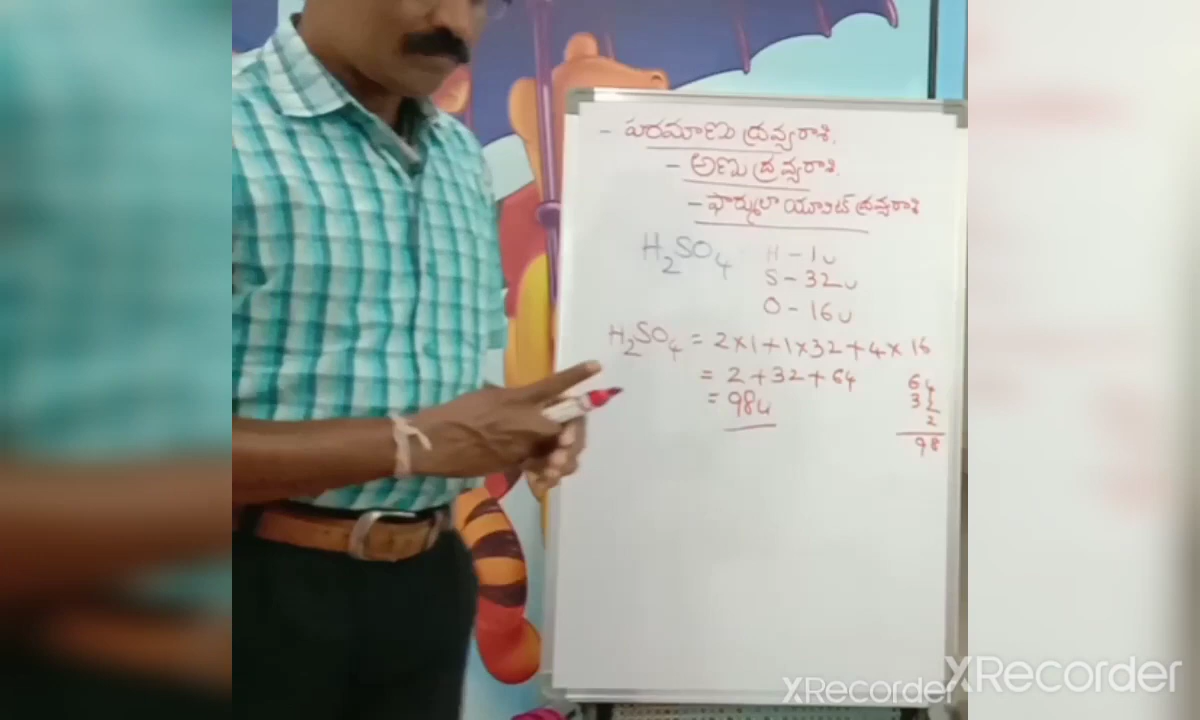 - పరమాణు ద్రవ్యరాశి.
- అణు ద్రవ్యరాశి.
- ఫార్ములా యూనిట్ ద్రవ్యరాశి
H₂SO₄ H - 1u
S - 32u
O - 16u
H₂SO₄ = 2×1+1×32+4×16
= 2+32+64
= 98u
64
32
2
98
XRecorder
XRecorder